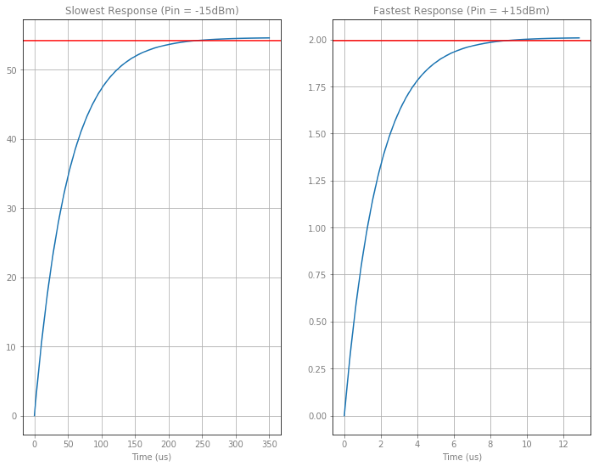 Slowest Response (Pin = -15dBm)
50
40
30
20
10
0
0 50 100 150 200 250 300 350
Time (us)
Fastest Response (Pin = +15dBm)
2.00
1.75
1.50
1.25
1.00
0.75
0.50
0.25
0.00
0 2 4 6 8 10 12
Time (us)